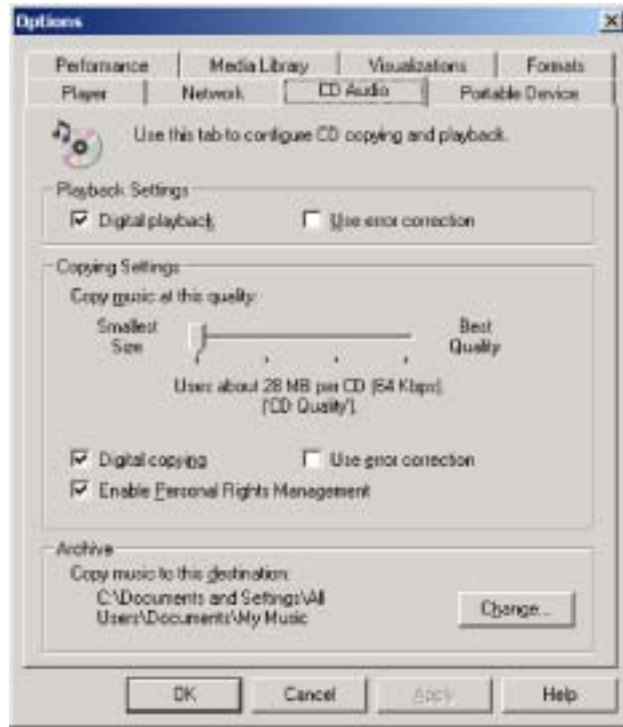 Options
Performance Media Library Visualizations Formats
Player Network CD Audio Portable Device
Use this tab to configure CD copying and playback.
Playback Settings
Digital playback Use error correction
Copying Settings
Copy music at this quality:
Smallest Size Best Quality
Uses about 28 MB per CD (64 Kbps).
('CD Quality').
Digital copying Use error correction
Enable Personal Rights Management
Archive
Copy music to this destination:
C:\Documents and Settings\All
Users\Documents\My Music
Change...
OK Cancel Apply Help